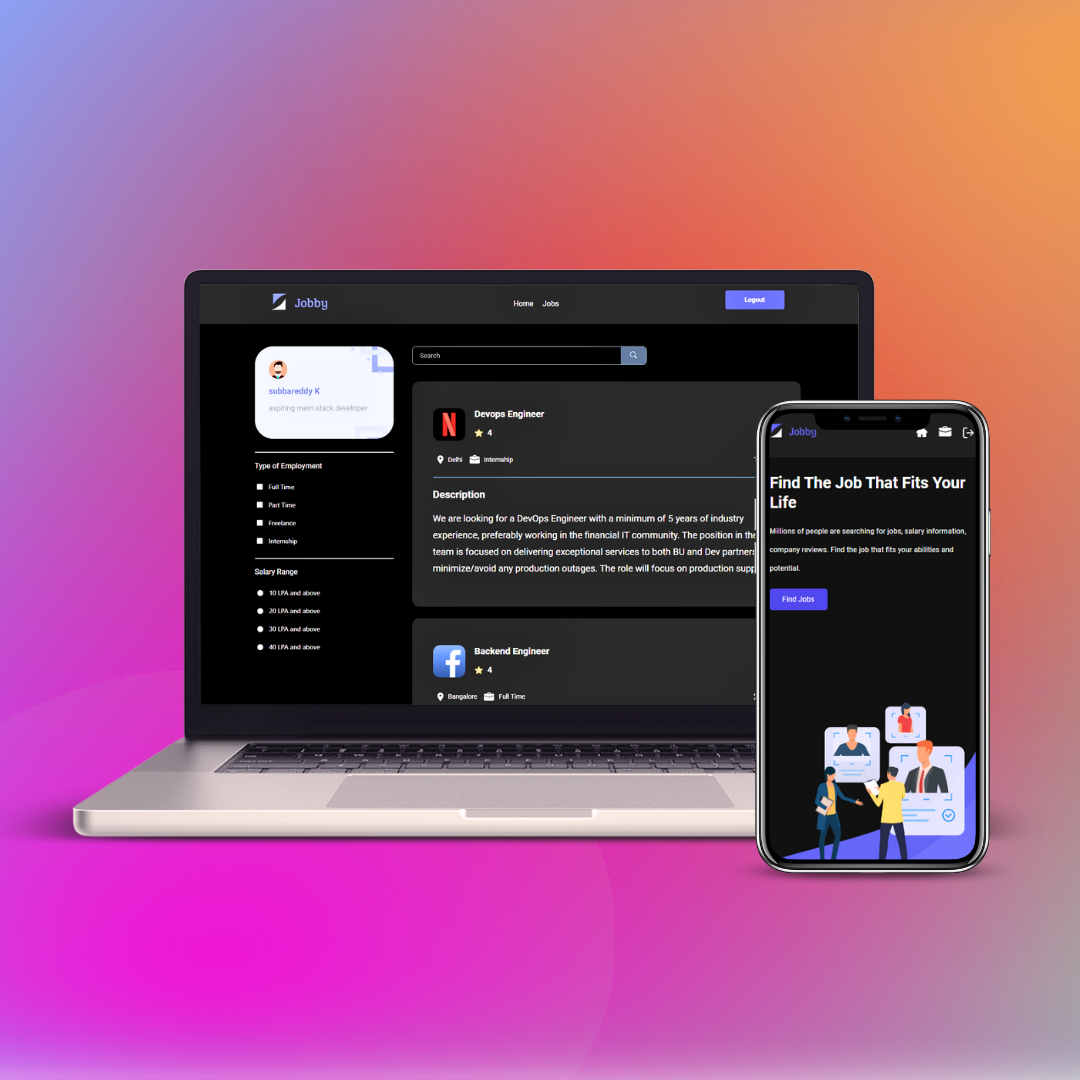 Jobby
Home Jobs
Logout
subbareddy K
aspiring mern stack developer
Type of Employment
Full Time
Part Time
Freelance
Internship
Salary Range
10 LPA and above
20 LPA and above
30 LPA and above
40 LPA and above
Search
N
Devops Engineer
4
Delhi Internship
Description
We are looking for a DevOps Engineer with a minimum of 5 years of industry
experience, preferably working in the financial IT community. The position in the
team is focused on delivering exceptional services to both BU and Dev partners
minimize/avoid any production outages. The role will focus on production supp
f
Backend Engineer
4
Bangalore Full Time
Jobby
Find The Job That Fits Your
Life
Millions of people are searching for jobs, salary information,
company reviews. Find the job that fits your abilities and
potential.
Find Jobs